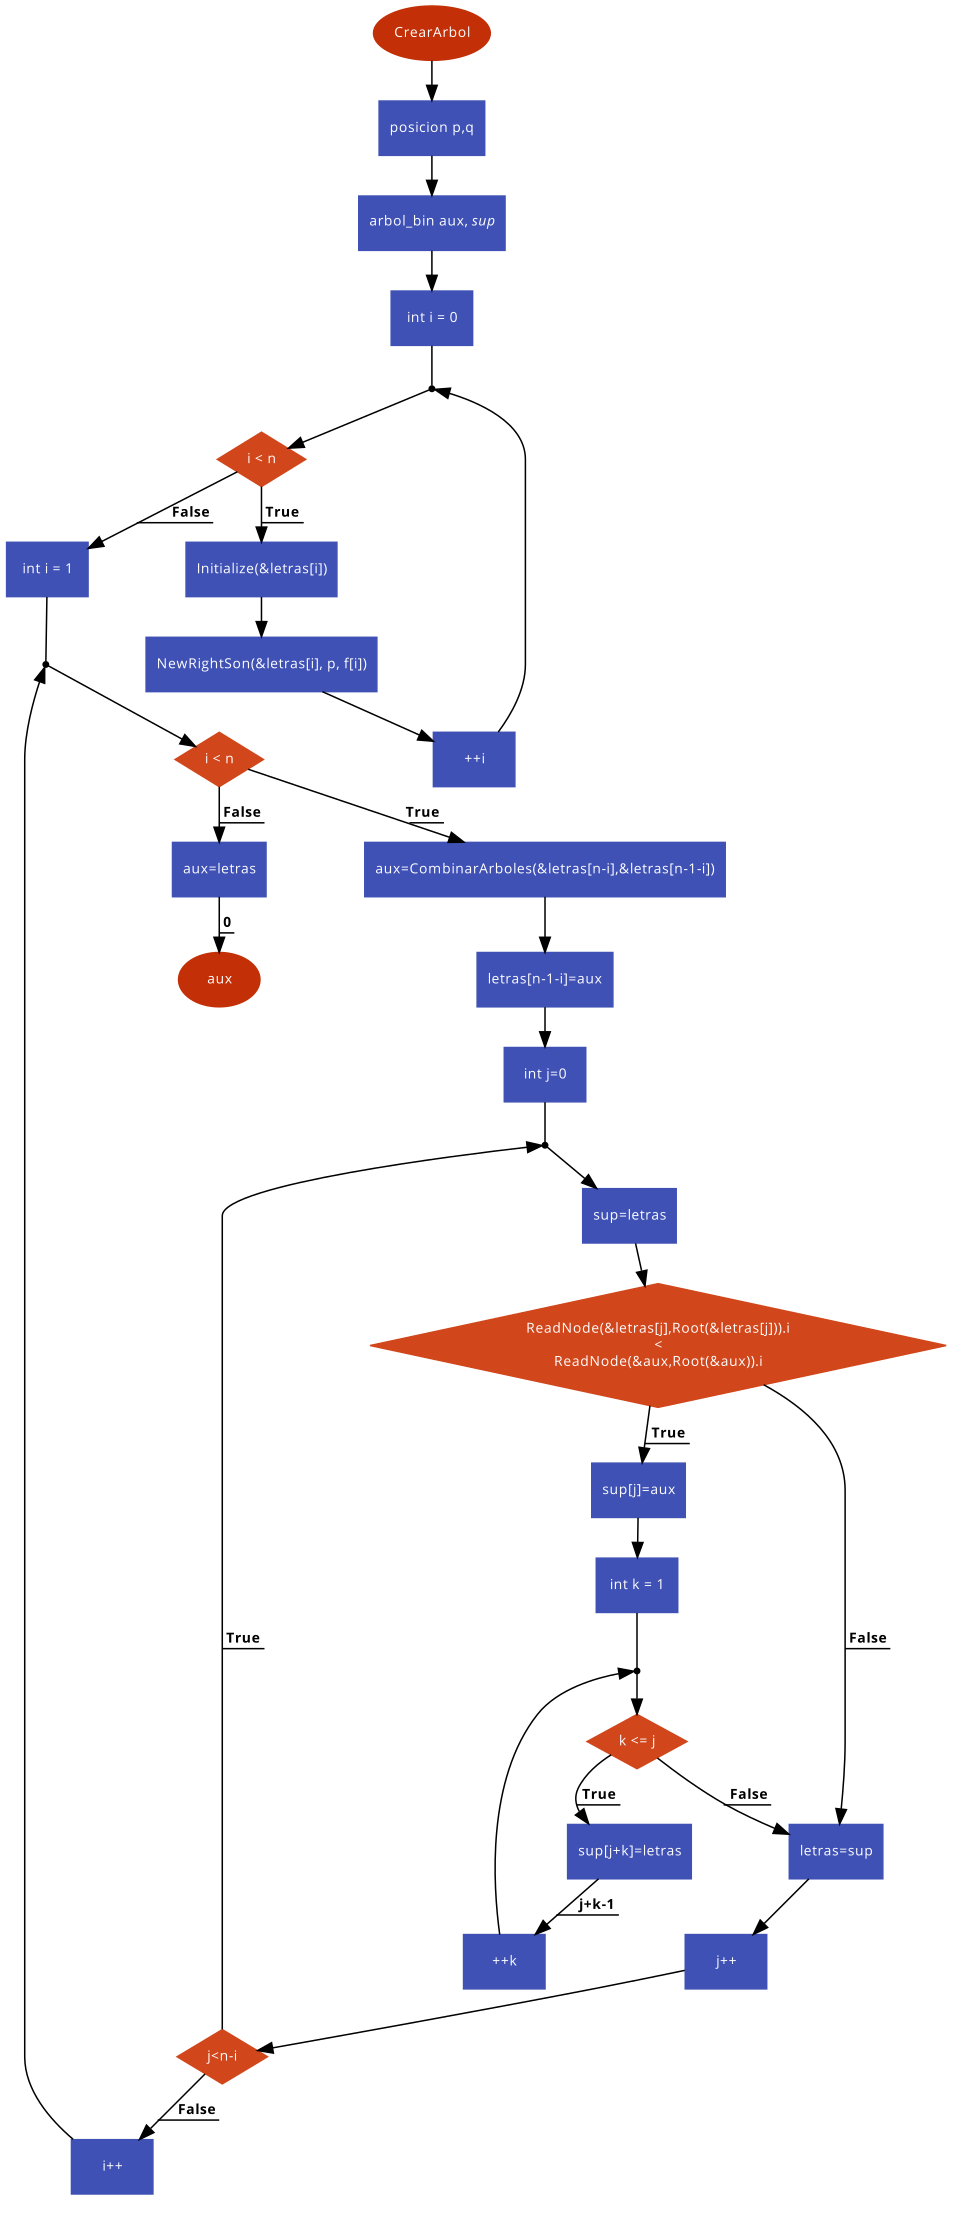 CrearArbol
posicion p,q
arbol_bin aux, sup
int i = 0
i < n
False
True
int i = 1
Initialize(&letras[i])
NewRightSon(&letras[i], p, f[i])
++i
i < n
False
True
aux=letras
aux=CombinarArboles(&letras[n-i],&letras[n-1-i])
0
aux
letras[n-1-i]=aux
int j=0
sup=letras
ReadNode(&letras[j],Root(&letras[j])).i
<
ReadNode(&aux,Root(&aux)).i
True
sup[j]=aux
int k = 1
True
False
k <= j
True
False
sup[j+k]=letras
letras=sup
j+k-1
++k
j++
j<n-i
False
i++